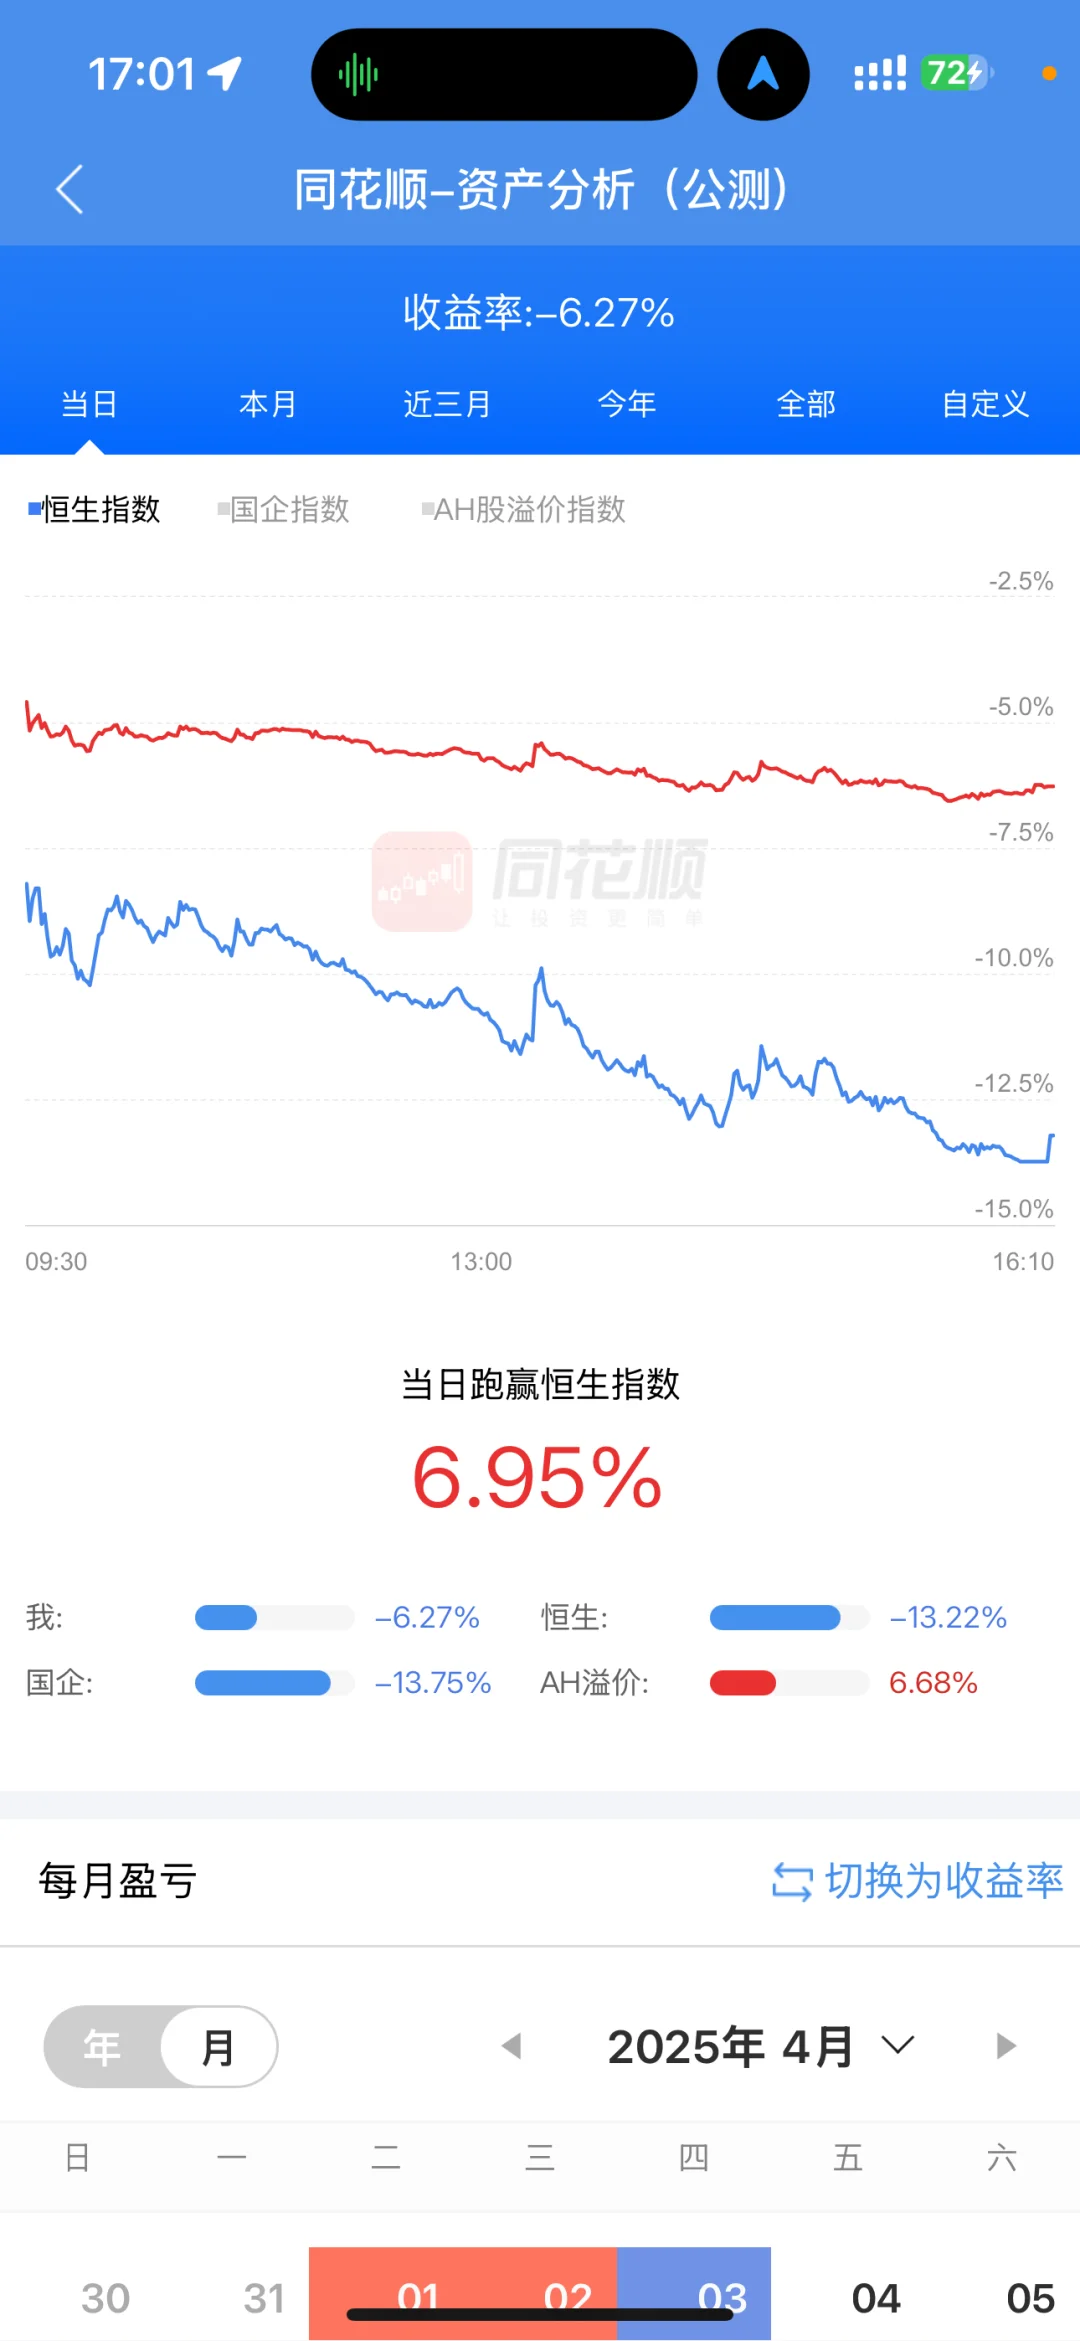 17:01
72
同花顺-资产分析（公测）
收益率:-6.27%
当日 本月 近三月 今年 全部 自定义
恒生指数 国企指数 AH股溢价指数
-2.5%
-5.0%
-7.5%
同花顺
让投资更简单
-10.0%
-12.5%
-15.0%
09:30 13:00 16:10
当日跑赢恒生指数
6.95%
我: -6.27% 恒生: -13.22%
国企: -13.75% AH溢价: 6.68%
每月盈亏 切换为收益率
年 月 2025年 4月
日 一 二 三 四 五 六
30 31 01 02 03 04 05